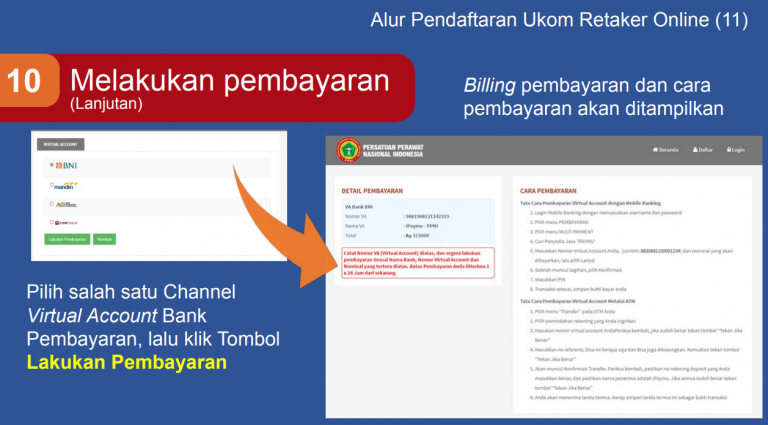 Alur Pendaftaran Ukom Retaker Online (11)
10
Melakukan pembayaran
(Lanjutan)
Billing pembayaran dan cara
pembayaran akan ditampilkan
VIRTUAL ACCOUNT
BNI
mandiri
Lakukan Pembayaran
Kembali
Pilih salah satu Channel
Virtual Account Bank
Pembayaran, lalu klik Tombol
Lakukan Pembayaran
PERSATUAN PERAWAT
NASIONAL INDONESIA
Beranda
Daftar
Login
DETAIL PEMBAYARAN
VA Bank BNI
Nomor VA
Nama VA : iPaymu - PPNI
Total
Catat Nomor VA (Virtual Account) diatas, dan segera lakukan
pembayaran Sesuai Nama Bank, Nomor Virtual Account dan
Nominal yang tertera diatas. Batas Pembayaran Anda Diterima 1
x 24 Jam dari sekarang
CARA PEMBAYARAN
Tata Cara Pembayaran Virtual Account dengan Mobile Banking
1. Login Mobile Banking dengan memasukkan username dan password
2. Pilih menu PEMBAYARAN
3. Pilih menu MULTI PAYMENT
4. Cari Penyedia Jasa "IPAYMU"
5. Masukkan Nomor Virtual Account Anda, (contoh: 8830841100012234) dan nominal yang akan
dibayarkan, lalu pilih Lanjut
6. Setelah muncul tagihan, pilih Konfirmasi
7. Masukkan PIN
8. Transaksi selesai, simpan bukti bayar anda
Tata Cara Pembayaran Virtual Account Melalui ATM
1. Pilih menu "Transfer" pada ATM Anda
2. Pilih pemindahan rekening yang Anda inginkan
3. Masukan nomor virtual account AndaPeriksa kembali, jika sudah benar tekan tombol "Tekan Jika
Benar"
4. Masukkan no referensi, bisa no berapa saja dan bisa juga dikosongkan. Kemudian tekan tombol
"Tekan Jika Benar"
5. Akan muncul Konfirmasi Transfer. Periksa kembali, pastikan no rekening deposit yang Anda
masukkan benar, dan pastikan nama penerima adalah iPaymu. Jika semua sudah benar tekan
tombol "Tekan Jika Benar"
6. Anda akan menerima tanda terima. Harap simpan tanda terima ini sebagai bukti transaksi